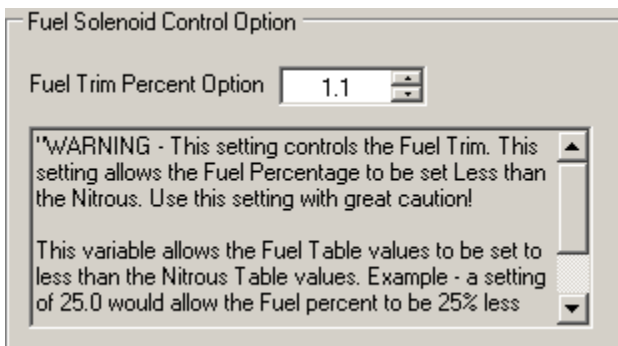 Fuel Solenoid Control Option
Fuel Trim Percent Option 1.1
"WARNING - This setting controls the Fuel Trim. This
setting allows the Fuel Percentage to be set Less than
the Nitrous. Use this setting with great caution!
This variable allows the Fuel Table values to be set to
less than the Nitrous Table values. Example - a setting
of 25.0 would allow the Fuel percent to be 25% less